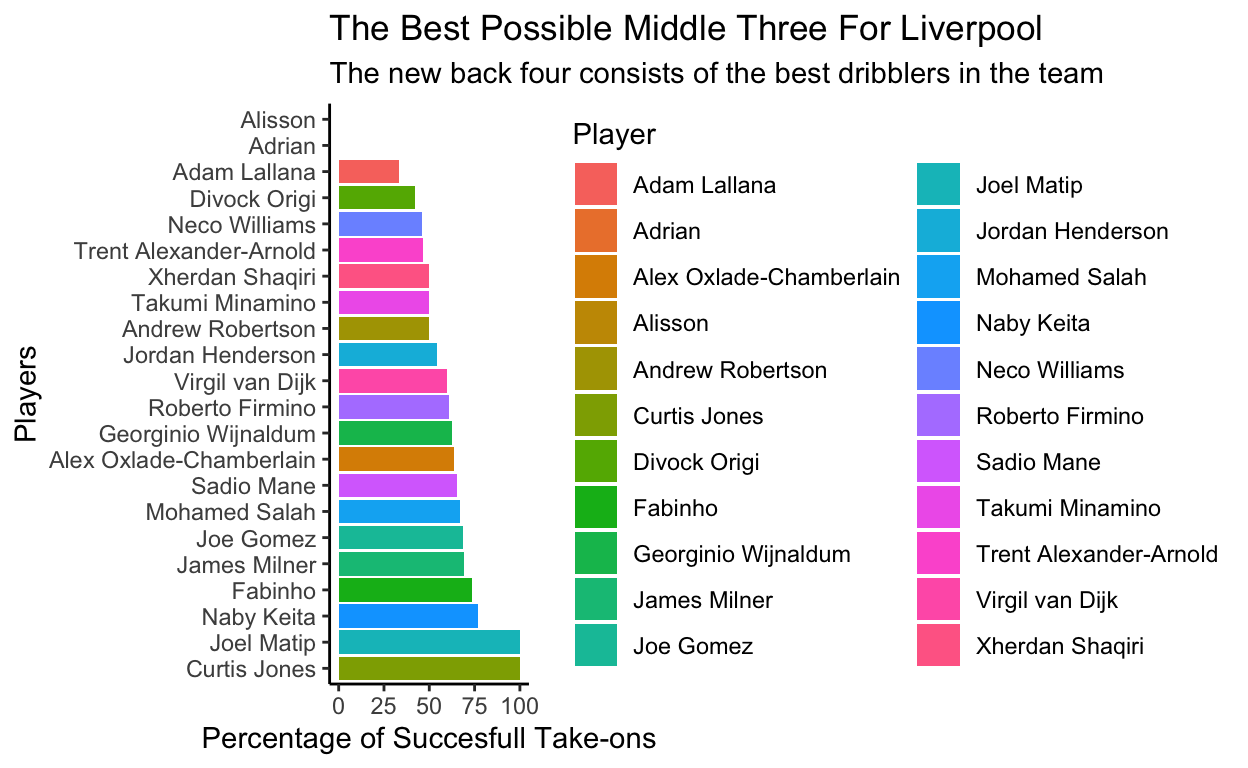 The Best Possible Middle Three For Liverpool
The new back four consists of the best dribblers in the team
Players
Alisson
Adrian
Adam Lallana
Divock Origi
Neco Williams
Trent Alexander-Arnold
Xherdan Shaqiri
Takumi Minamino
Andrew Robertson
Jordan Henderson
Virgil van Dijk
Roberto Firmino
Georginio Wijnaldum
Alex Oxlade-Chamberlain
Sadio Mane
Mohamed Salah
Joe Gomez
James Milner
Fabinho
Naby Keita
Joel Matip
Curtis Jones
0 25 50 75 100
Percentage of Succesfull Take-ons
Player
Adam Lallana
Adrian
Alex Oxlade-Chamberlain
Alisson
Andrew Robertson
Curtis Jones
Divock Origi
Fabinho
Georginio Wijnaldum
James Milner
Joe Gomez
Joel Matip
Jordan Henderson
Mohamed Salah
Naby Keita
Neco Williams
Roberto Firmino
Sadio Mane
Takumi Minamino
Trent Alexander-Arnold
Virgil van Dijk
Xherdan Shaqiri